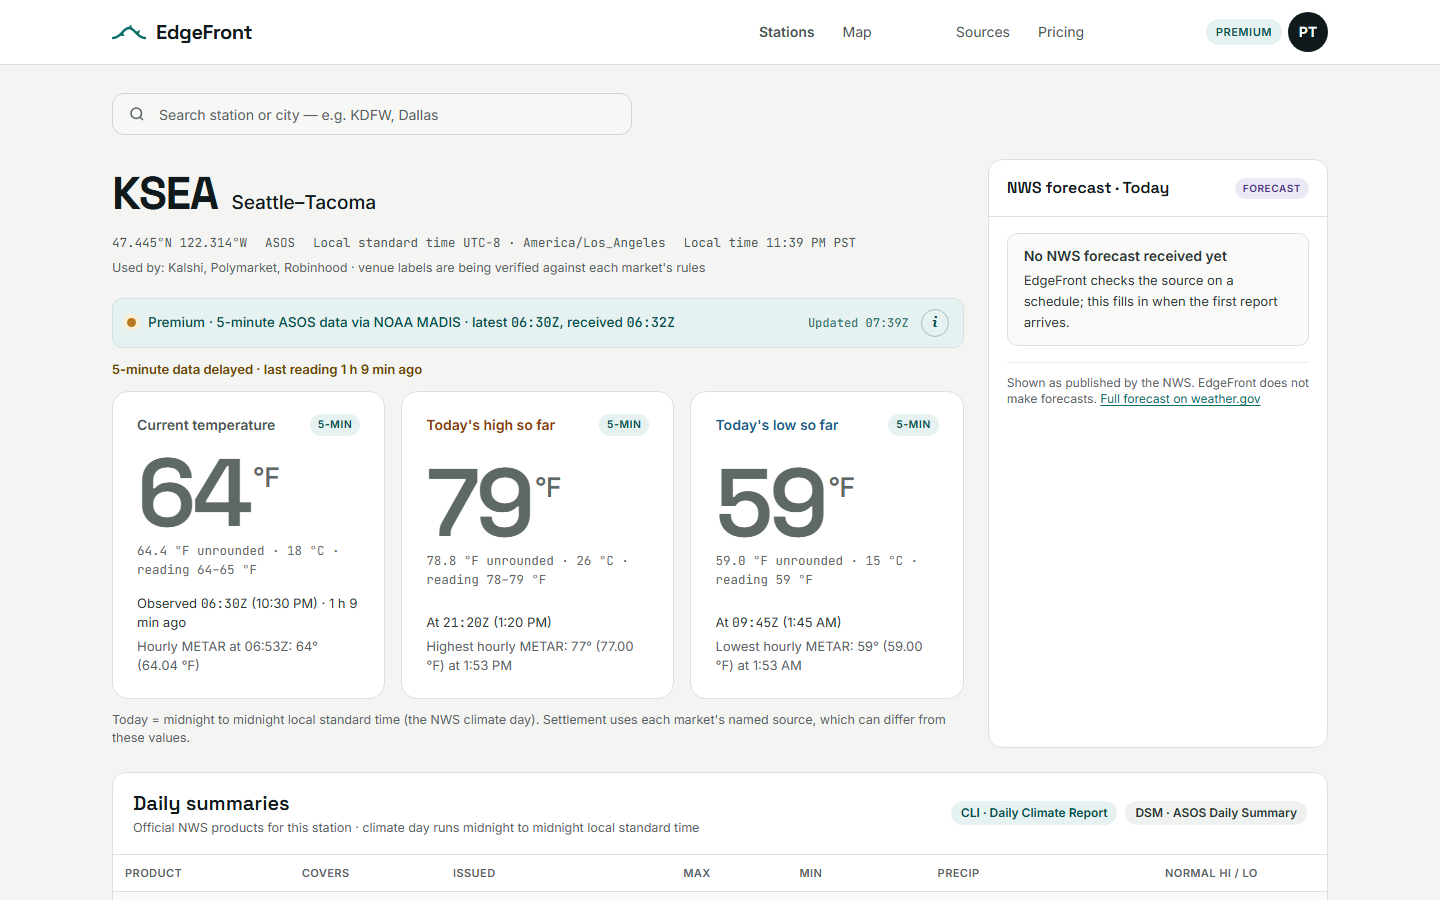 EdgeFront
Stations Map Sources Pricing PREMIUM PT
Search station or city — e.g. KDFW, Dallas
KSEA Seattle–Tacoma
47.445°N 122.314°W ASOS Local standard time UTC-8 · America/Los_Angeles Local time 11:39 PM PST
Used by: Kalshi, Polymarket, Robinhood · venue labels are being verified against each market's rules
Premium · 5-minute ASOS data via NOAA MADIS · latest 06:30Z, received 06:32Z Updated 07:39Z i
5-minute data delayed · last reading 1 h 9 min ago
Current temperature 5-MIN
64 °F
64.4 °F unrounded · 18 °C ·
reading 64–65 °F
Observed 06:30Z (10:30 PM) · 1 h 9
min ago
Hourly METAR at 06:53Z: 64°
(64.04 °F)
Today's high so far 5-MIN
79 °F
78.8 °F unrounded · 26 °C ·
reading 78–79 °F
At 21:20Z (1:20 PM)
Highest hourly METAR: 77° (77.00
°F) at 1:53 PM
Today's low so far 5-MIN
59 °F
59.0 °F unrounded · 15 °C ·
reading 59 °F
At 09:45Z (1:45 AM)
Lowest hourly METAR: 59° (59.00
°F) at 1:53 AM
Today = midnight to midnight local standard time (the NWS climate day). Settlement uses each market's named source, which can differ from
these values.
NWS forecast · Today FORECAST
No NWS forecast received yet
EdgeFront checks the source on a
schedule; this fills in when the first report
arrives.
Shown as published by the NWS. EdgeFront does not
make forecasts. Full forecast on weather.gov
Daily summaries
Official NWS products for this station · climate day runs midnight to midnight local standard time
CLI · Daily Climate Report DSM · ASOS Daily Summary
PRODUCT COVERS ISSUED MAX MIN PRECIP NORMAL HI / LO